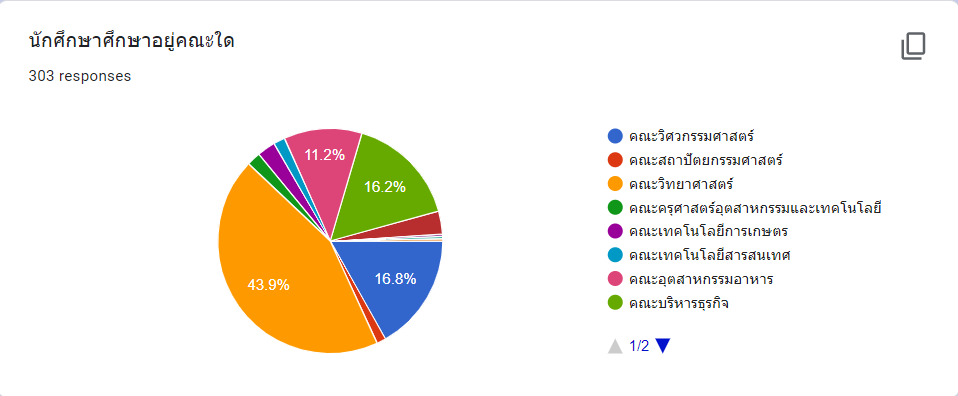 นักศึกษาศึกษาอยู่คณะใด
303 responses
11.2%
16.2%
43.9%
16.8%
คณะวิศวกรรมศาสตร์
คณะสถาปัตยกรรมศาสตร์
คณะวิทยาศาสตร์
คณะครุศาสตร์อุตสาหกรรมและเทคโนโลยี
คณะเทคโนโลยีการเกษตร
คณะเทคโนโลยีสารสนเทศ
คณะอุตสาหกรรมอาหาร
คณะบริหารธุรกิจ
1/2